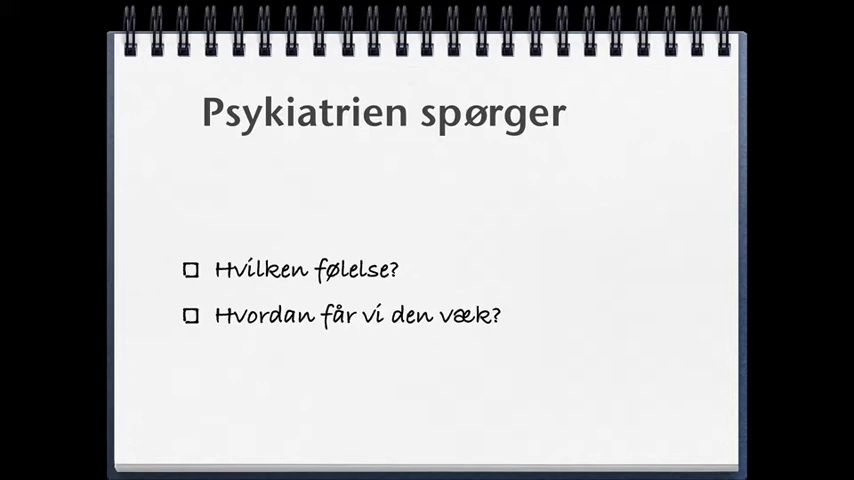 Psykiatrien spørger
Hvilken følelse?
Hvordan får vi den væk?